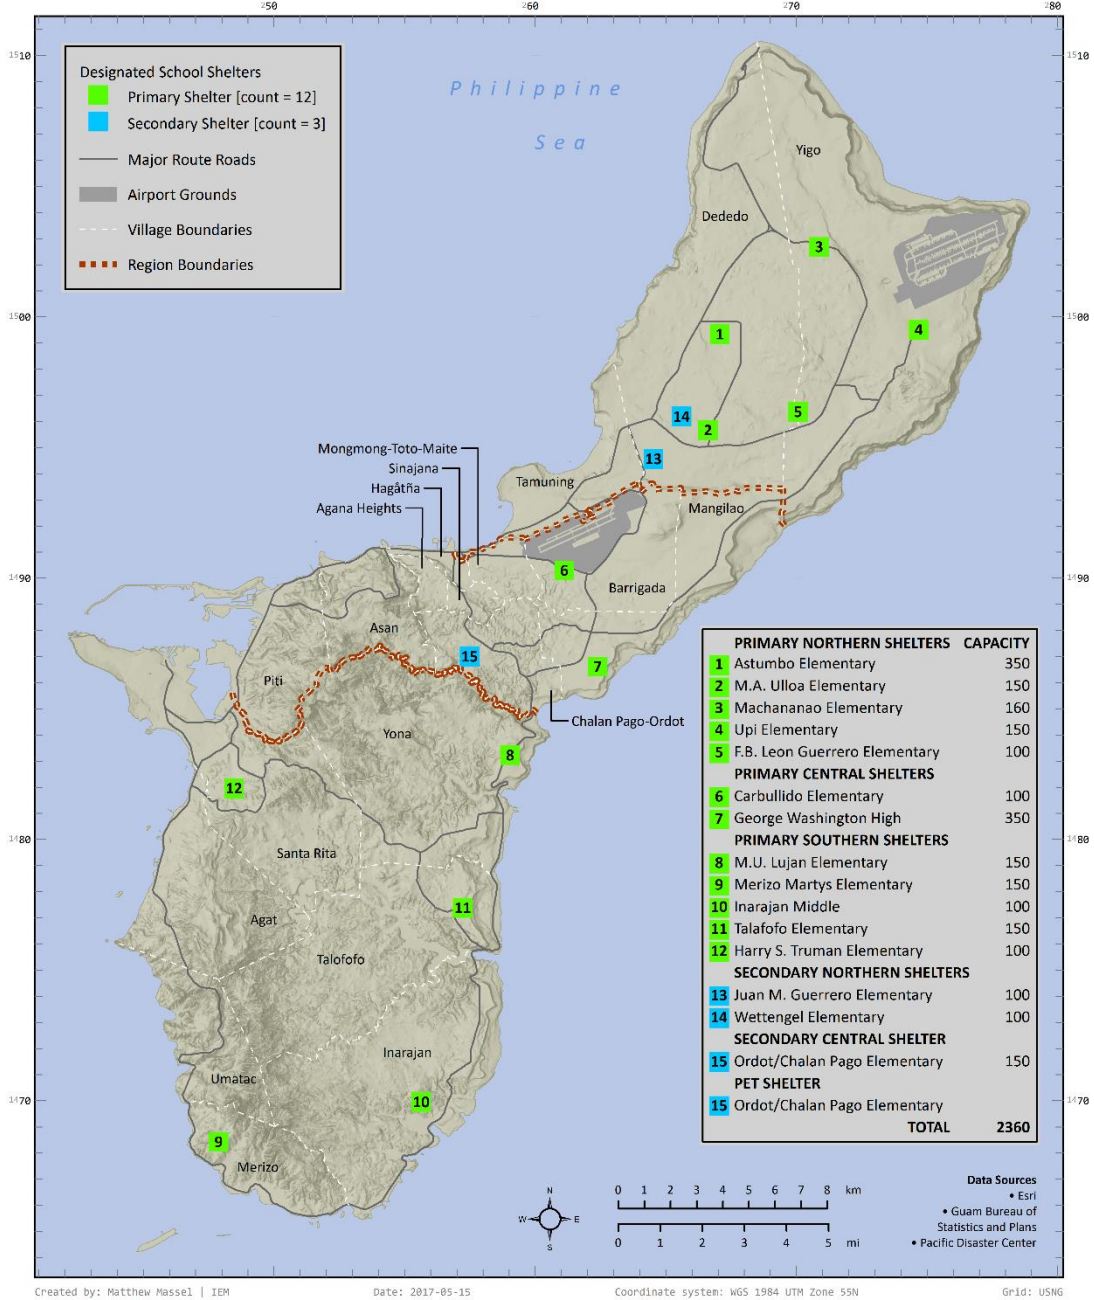 250
260
270
280
1510
1510
Designated School Shelters
Primary Shelter [count = 12]
Secondary Shelter [count = 3]
Major Route Roads
Airport Grounds
Village Boundaries
Region Boundaries
Philippine
Sea
Yigo
Dededo
3
1500
1500
1
4
14
5
2
13
Mongmong-Toto-Maite
Sinajana
Hagåtña
Agana Heights
Tamuning
Mangilao
1490
1490
6
Barrigada
Asan
15
7
Piti
Chalan Pago-Ordot
Yona
8
12
1480
1480
Santa Rita
11
Agat
Talofofo
Inarajan
Umatac
1470
1470
10
9
Merizo
PRIMARY NORTHERN SHELTERS CAPACITY
1 Astumbo Elementary 350
2 M.A. Ulloa Elementary 150
3 Machananao Elementary 160
4 Upi Elementary 150
5 F.B. Leon Guerrero Elementary 100
PRIMARY CENTRAL SHELTERS
6 Carbullido Elementary 100
7 George Washington High 350
PRIMARY SOUTHERN SHELTERS
8 M.U. Lujan Elementary 150
9 Merizo Martys Elementary 150
10 Inarajan Middle 100
11 Talafofo Elementary 150
12 Harry S. Truman Elementary 100
SECONDARY NORTHERN SHELTERS
13 Juan M. Guerrero Elementary 100
14 Wettengel Elementary 100
SECONDARY CENTRAL SHELTER
15 Ordot/Chalan Pago Elementary 150
PET SHELTER
15 Ordot/Chalan Pago Elementary
TOTAL 2360
N
W E
S
0 1 2 3 4 5 6 7 8 km
0 1 2 3 4 5 mi
Data Sources
• Esri
• Guam Bureau of
Statistics and Plans
• Pacific Disaster Center
Created by: Matthew Massel | IEM
Date: 2017-05-15
Coordinate system: WGS 1984 UTM Zone 55N
Grid: USNG